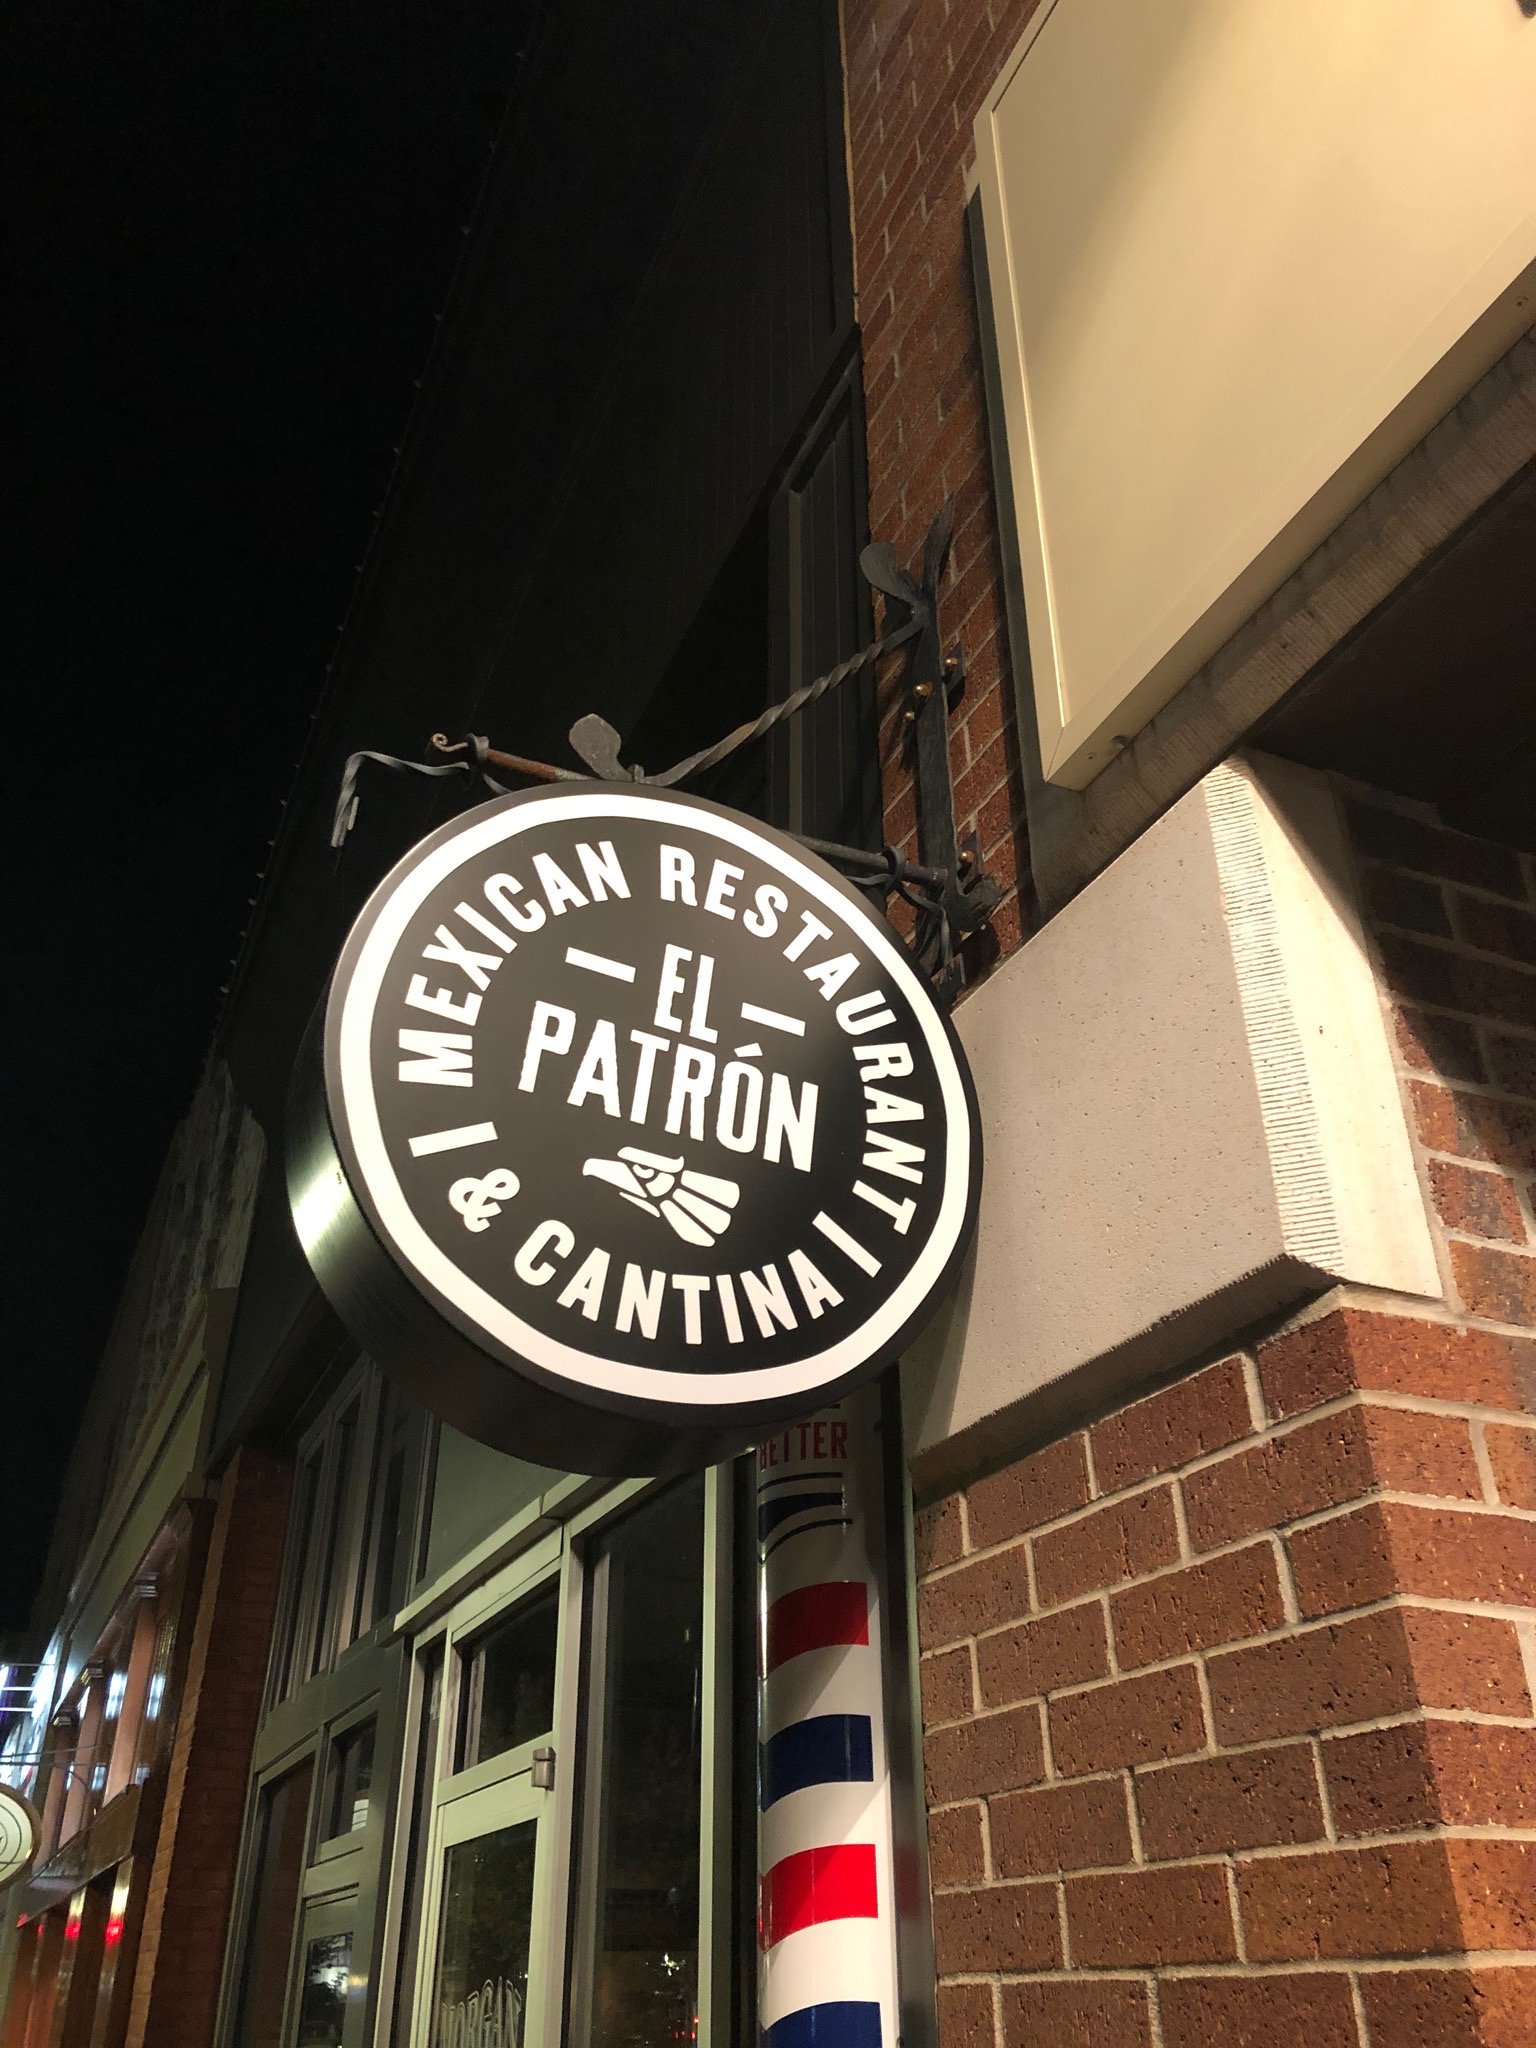 MEXICAN RESTAURANT
EL
PATRÓN
& CANTINA
BETTER